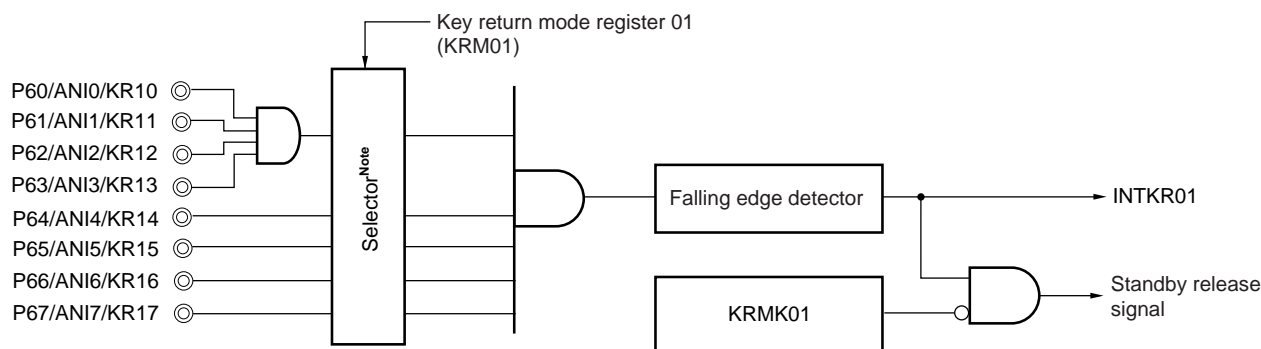 Key return mode register 01
(KRM01)
P60/ANI0/KR10
P61/ANI1/KR11
P62/ANI2/KR12
P63/ANI3/KR13
P64/ANI4/KR14
P65/ANI5/KR15
P66/ANI6/KR16
P67/ANI7/KR17
SelectorNote
Falling edge detector
INTKR01
KRMK01
Standby release
signal